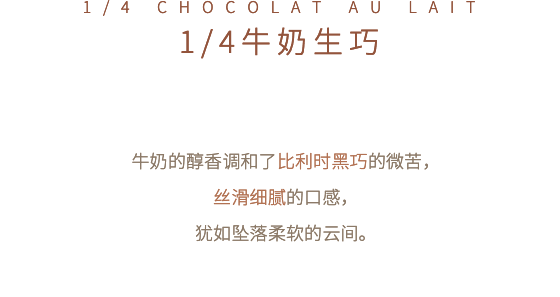 1/4 CHOCOLAT AU LAIT
1/4牛奶生巧
牛奶的醇香调和了比利时黑巧的微苦，
丝滑细腻的口感，
犹如坠落柔软的云间。